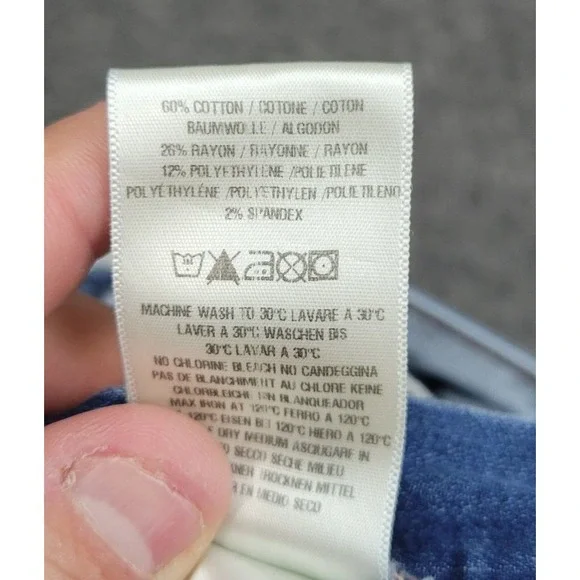 60% COTTON / COTONE / COTON
BAUMWOLLE / ALGODON
26% RAYON / RAYONNE / RAYON
12% POLYETHYLENE /POLIETILENE
POLYETHYLÉNE /POLYETHYLEN /POLIETILENO
2% SPANDEX
MACHINE WASH TO 30°C LAVARE A 30°C
LAVER A 30°C WASCHEN BIS
30°C LAVAR A 30°C
NO CHLORINE BLEACH NO CANDEGGINA
PAS DE BLANCHIMENT AU CHLORE KEINE
CHLORBLEICHE SIN BLANQUEADOR
MAX IRON AT 120°C FERRO A 120°C
A 120°C EISEN BEI 120°C HIERO A 120°C
DRY MEDIUM ASCIUGARE IN
SECCO SECHE MILIEU
TROCKNEN MITTEL
EN MEDIO SECO